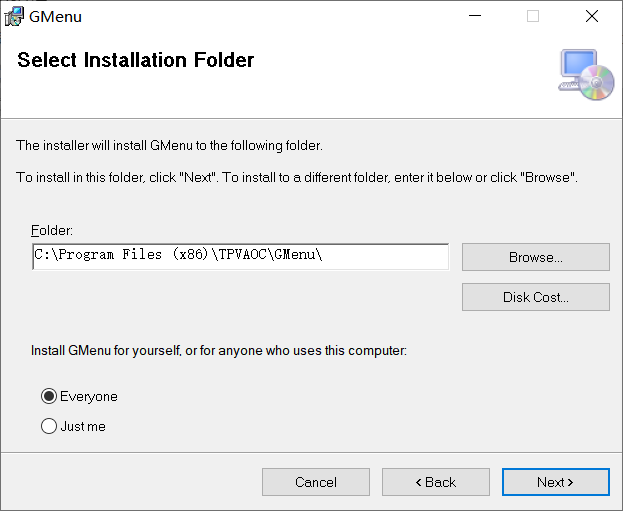 GMenu
Select Installation Folder
The installer will install GMenu to the following folder.
To install in this folder, click "Next". To install to a different folder, enter it below or click "Browse".
Folder:
C:\Program Files (x86)\TPVAOC\GMenu\
Browse...
Disk Cost...
Install GMenu for yourself, or for anyone who uses this computer:
Everyone
Just me
Cancel
< Back
Next >